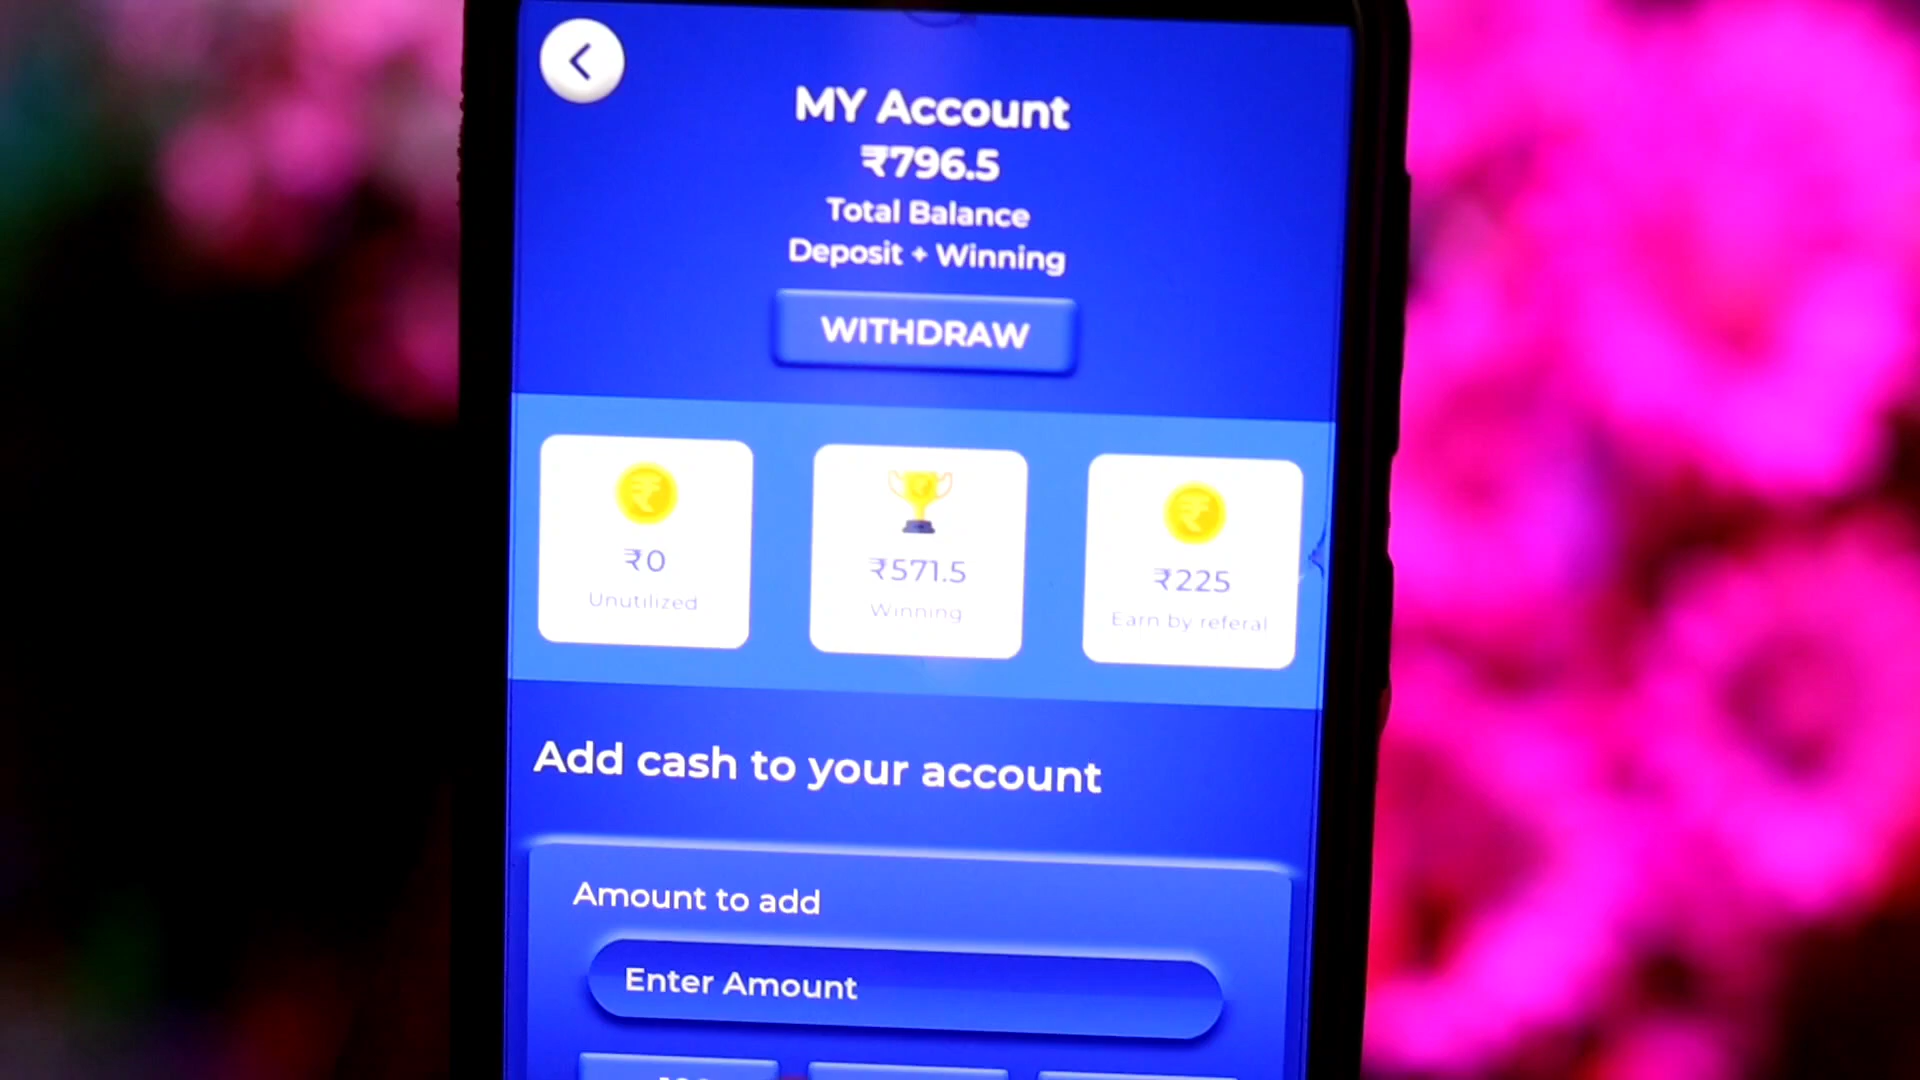 MY Account
₹796.5
Total Balance
Deposit + Winning
WITHDRAW
₹0
Unutilized
₹571.5
Winning
₹225
Earn by referal
Add cash to your account
Amount to add
Enter Amount